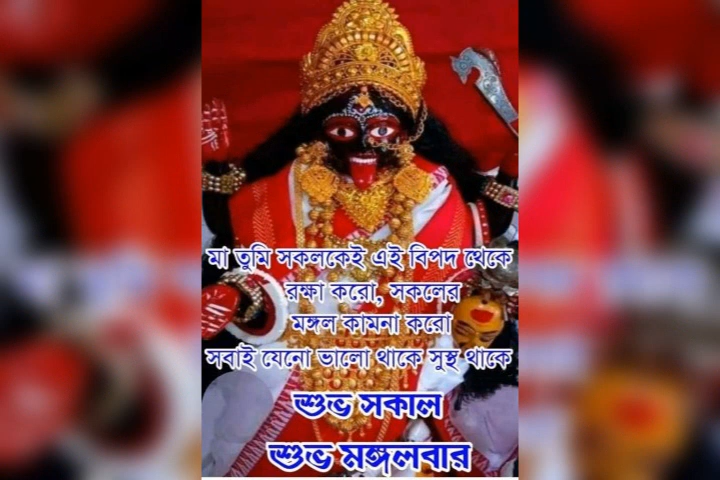 মা তুমি সকলকেই এই বিপদ থেকে
রক্ষা করো, সকলের
মঙ্গল কামনা করো
সবাই যেনো ভালো থাকে সুস্থ থাকে
শুভ সকাল
শুভ মঙ্গলবার